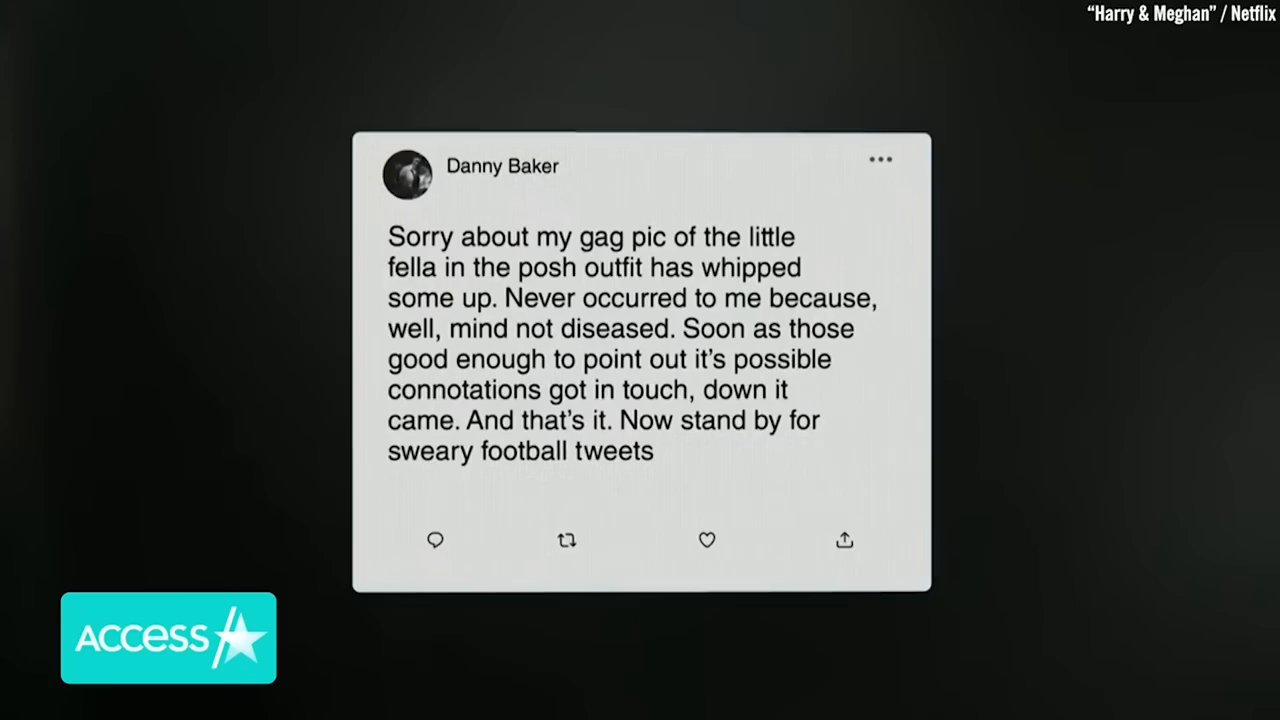 “Harry & Meghan” / Netflix
Danny Baker
Sorry about my gag pic of the little
fella in the posh outfit has whipped
some up. Never occurred to me because,
well, mind not diseased. Soon as those
good enough to point out it’s possible
connotations got in touch, down it
came. And that’s it. Now stand by for
sweary football tweets
ACCESS